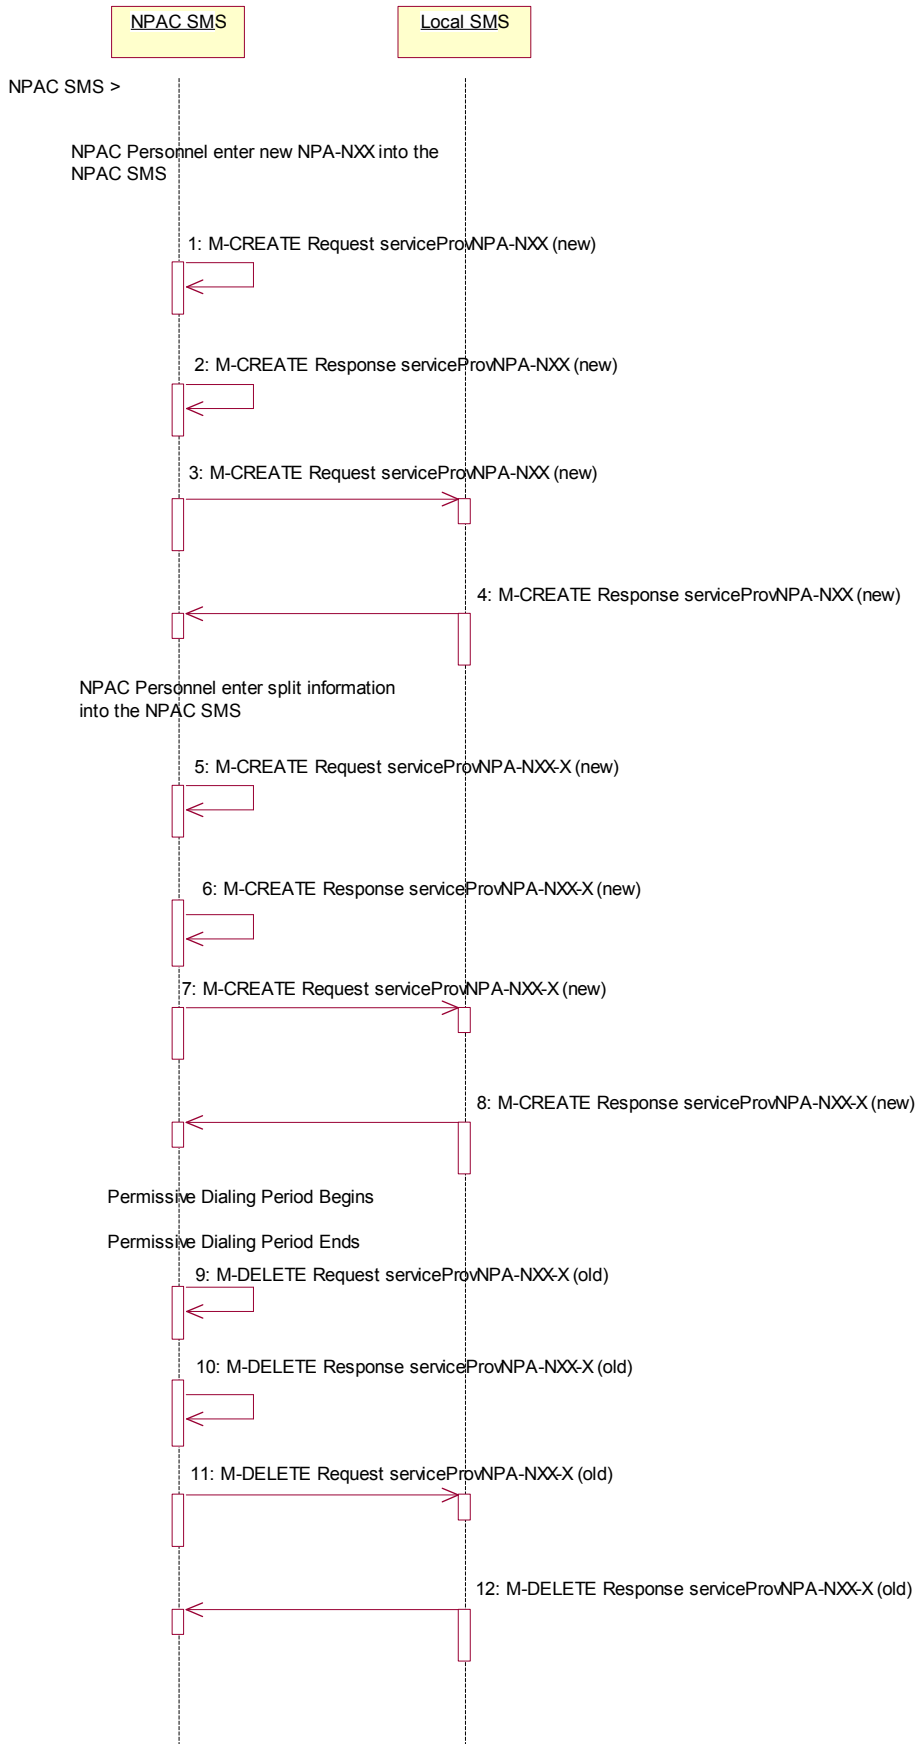 NPAC SMS
Local SMS
NPAC SMS >
NPAC Personnel enter new NPA-NXX into the
NPAC SMS
1: M-CREATE Request serviceProvNPA-NXX (new)
2: M-CREATE Response serviceProvNPA-NXX (new)
3: M-CREATE Request serviceProvNPA-NXX (new)
4: M-CREATE Response serviceProvNPA-NXX (new)
NPAC Personnel enter split information
into the NPAC SMS
5: M-CREATE Request serviceProvNPA-NXX-X (new)
6: M-CREATE Response serviceProvNPA-NXX-X (new)
7: M-CREATE Request serviceProvNPA-NXX-X (new)
8: M-CREATE Response serviceProvNPA-NXX-X (new)
Permissive Dialing Period Begins
Permissive Dialing Period Ends
9: M-DELETE Request serviceProvNPA-NXX-X (old)
10: M-DELETE Response serviceProvNPA-NXX-X (old)
11: M-DELETE Request serviceProvNPA-NXX-X (old)
12: M-DELETE Response serviceProvNPA-NXX-X (old)